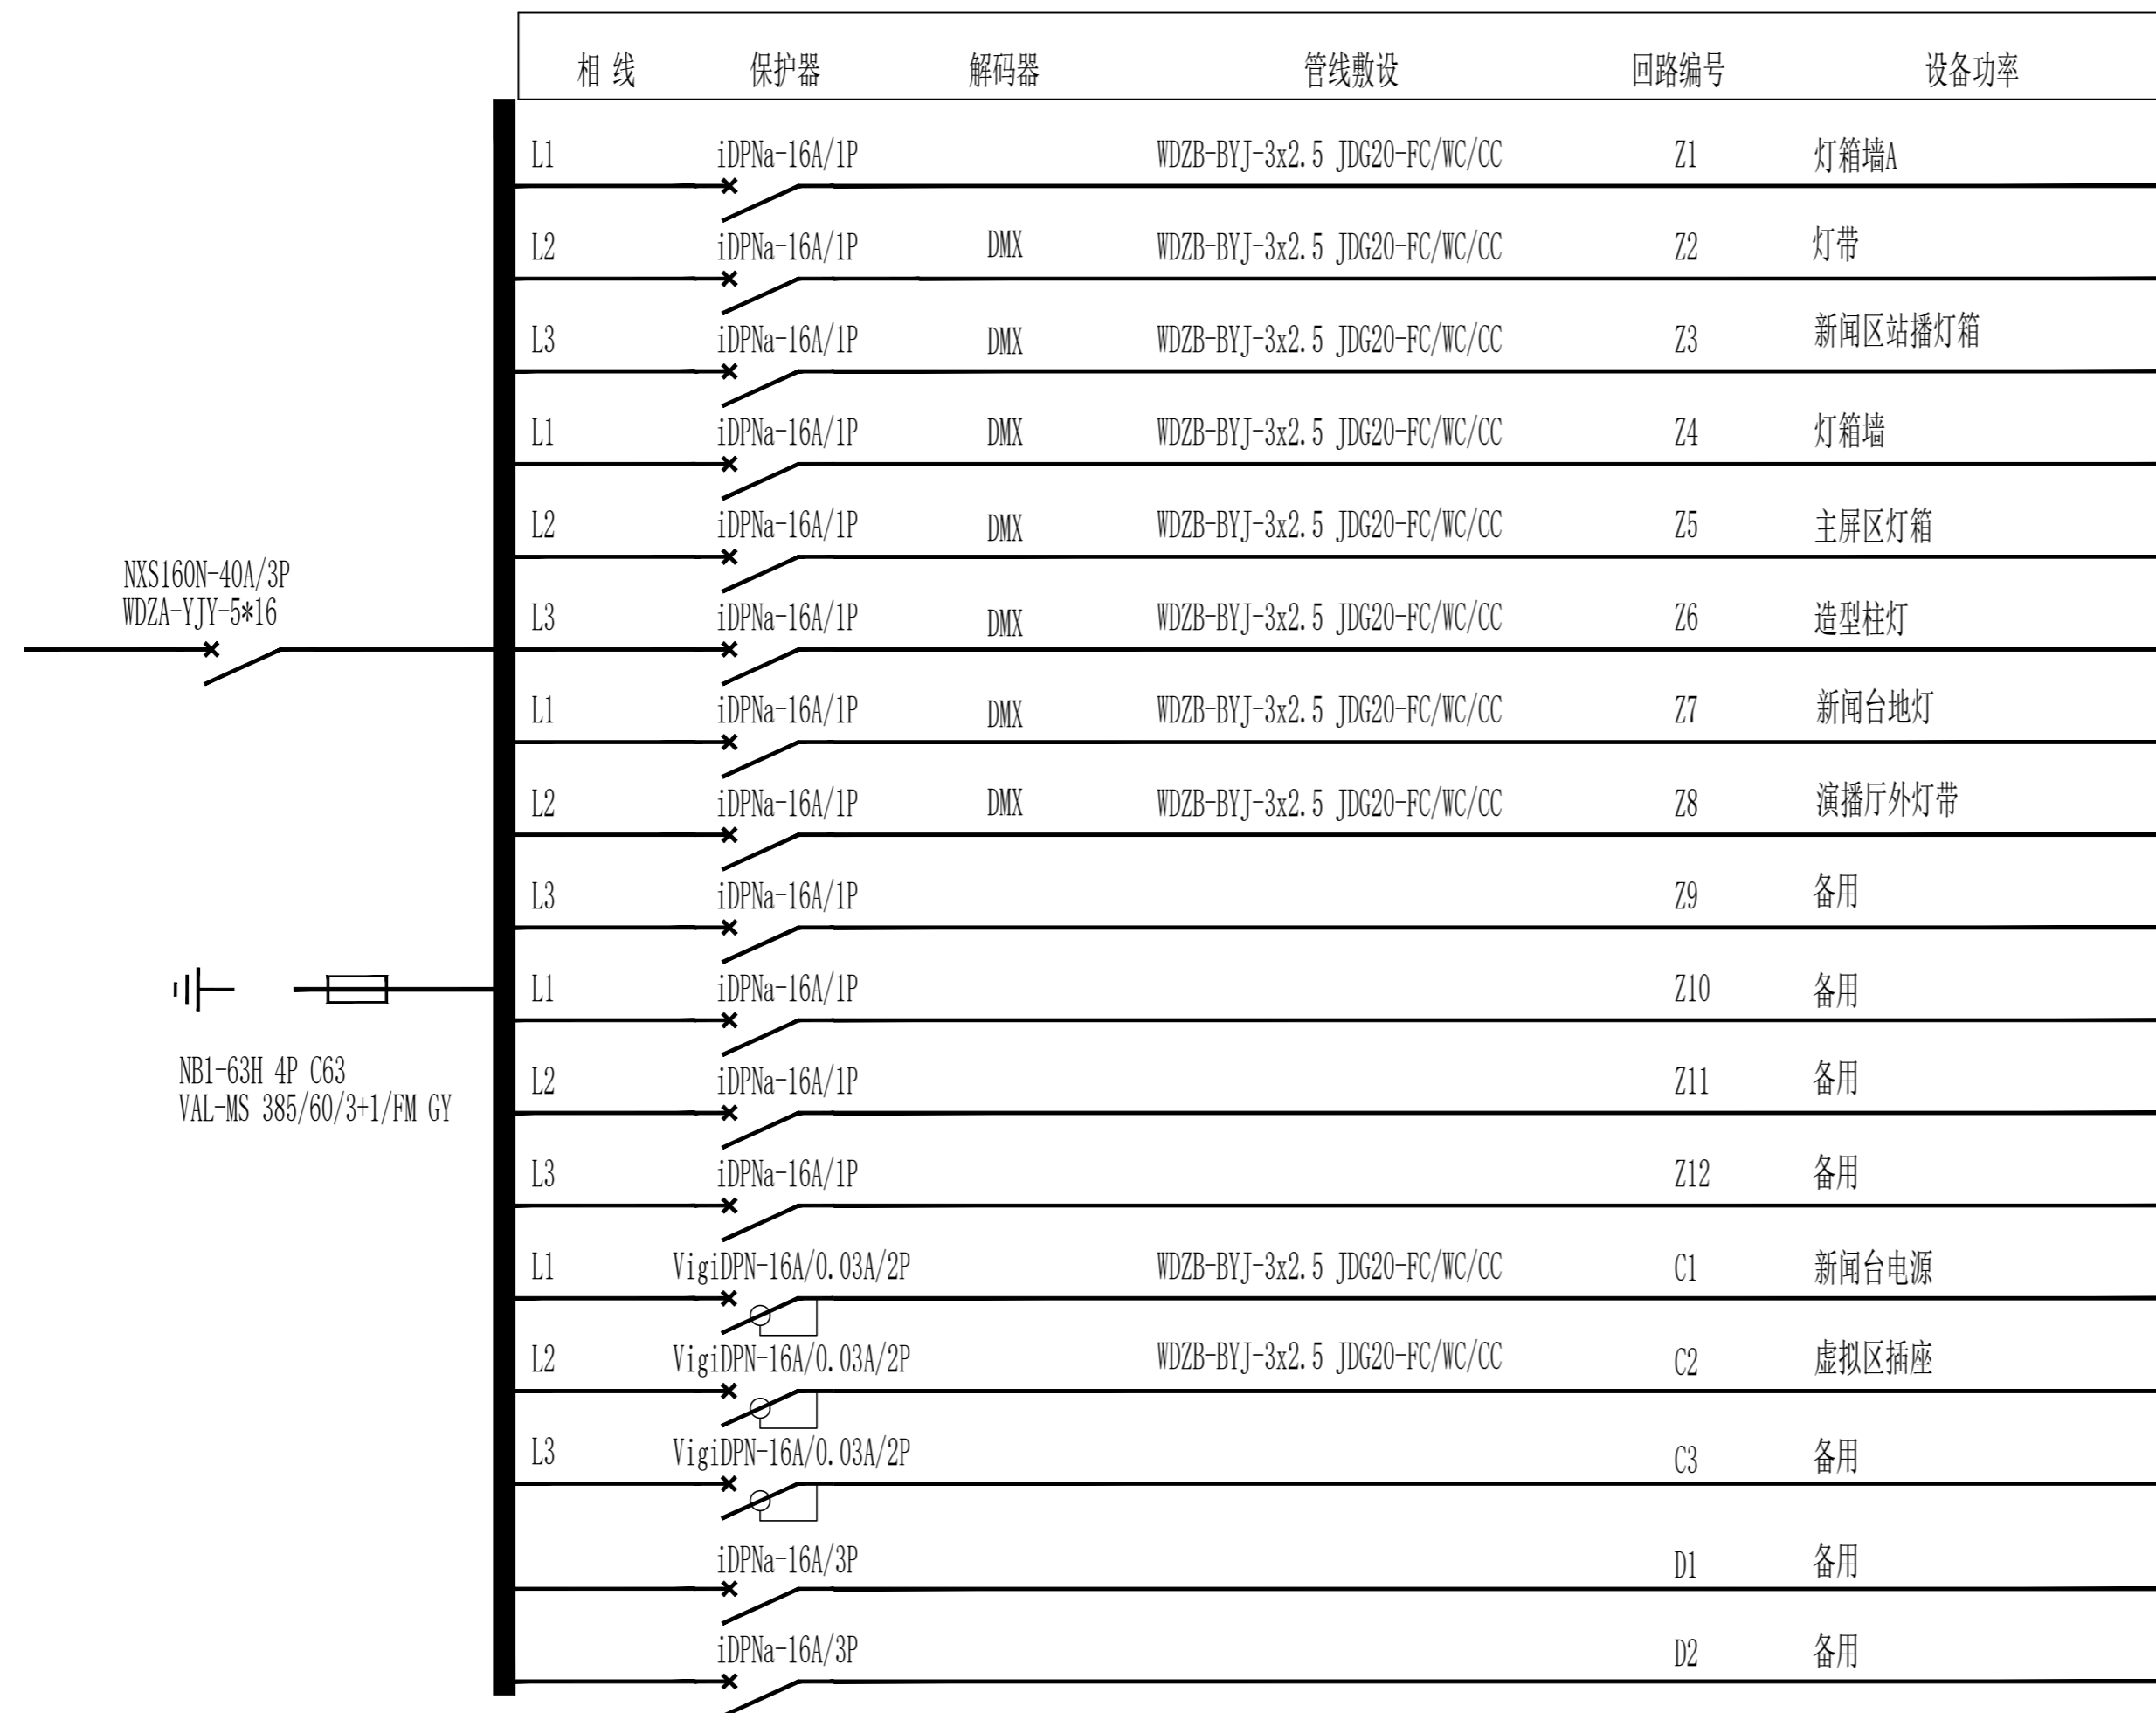 相 线 保护器 解码器 管线敷设 回路编号 设备功率
L1 iDPNa-16A/1P WDZB-BYJ-3x2.5 JDG20-FC/WC/CC Z1 灯箱墙A
L2 iDPNa-16A/1P DMX WDZB-BYJ-3x2.5 JDG20-FC/WC/CC Z2 灯带
L3 iDPNa-16A/1P DMX WDZB-BYJ-3x2.5 JDG20-FC/WC/CC Z3 新闻区站播灯箱
L1 iDPNa-16A/1P DMX WDZB-BYJ-3x2.5 JDG20-FC/WC/CC Z4 灯箱墙
L2 iDPNa-16A/1P DMX WDZB-BYJ-3x2.5 JDG20-FC/WC/CC Z5 主屏区灯箱
NXS160N-40A/3P
WDZA-YJY-5*16
L3 iDPNa-16A/1P DMX WDZB-BYJ-3x2.5 JDG20-FC/WC/CC Z6 造型柱灯
L1 iDPNa-16A/1P DMX WDZB-BYJ-3x2.5 JDG20-FC/WC/CC Z7 新闻台地灯
L2 iDPNa-16A/1P DMX WDZB-BYJ-3x2.5 JDG20-FC/WC/CC Z8 演播厅外灯带
L3 iDPNa-16A/1P Z9 备用
L1 iDPNa-16A/1P Z10 备用
NB1-63H 4P C63
VAL-MS 385/60/3+1/FM GY
L2 iDPNa-16A/1P Z11 备用
L3 iDPNa-16A/1P Z12 备用
L1 VigiDPN-16A/0.03A/2P WDZB-BYJ-3x2.5 JDG20-FC/WC/CC C1 新闻台电源
L2 VigiDPN-16A/0.03A/2P WDZB-BYJ-3x2.5 JDG20-FC/WC/CC C2 虚拟区插座
L3 VigiDPN-16A/0.03A/2P C3 备用
iDPNa-16A/3P D1 备用
iDPNa-16A/3P D2 备用